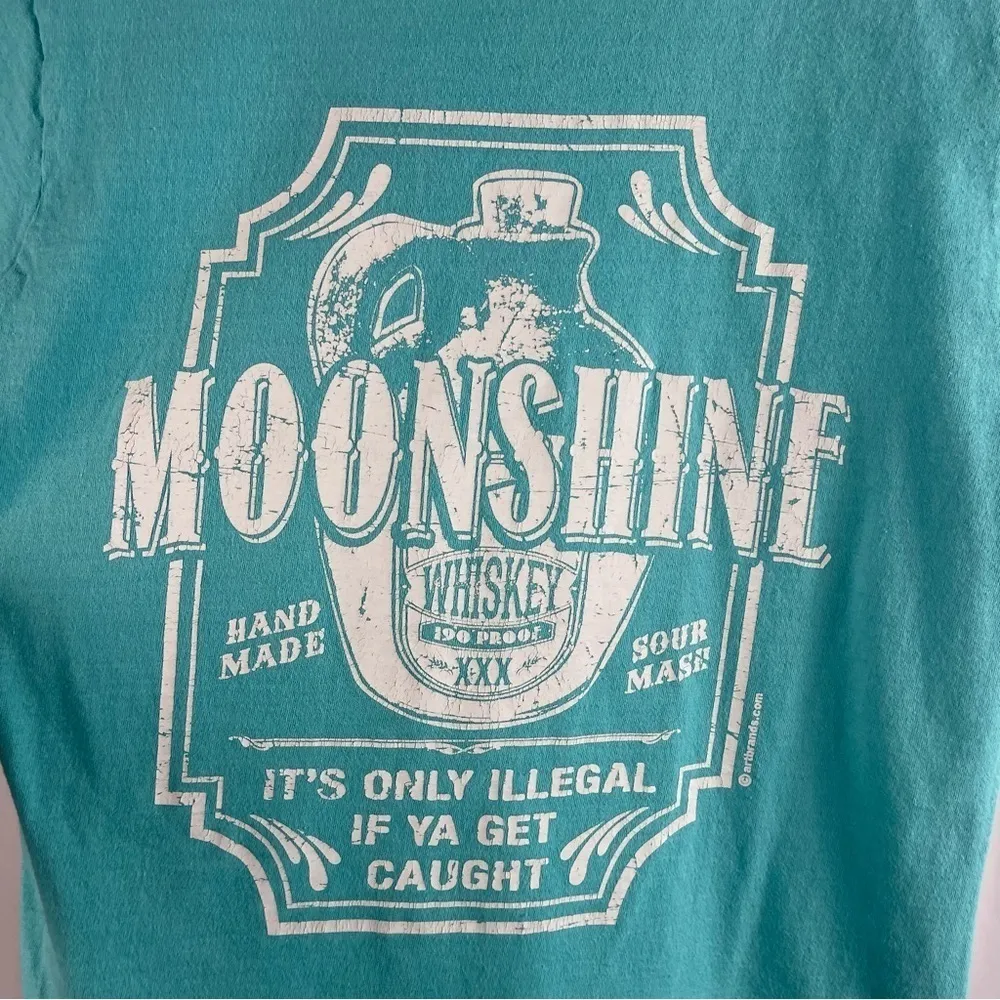 MOONSHINE
WHISKEY
190 PROOF
XXX
HAND
MADE
SOUR
MASH
© artbrands.com
IT'S ONLY ILLEGAL
IF YA GET
CAUGHT